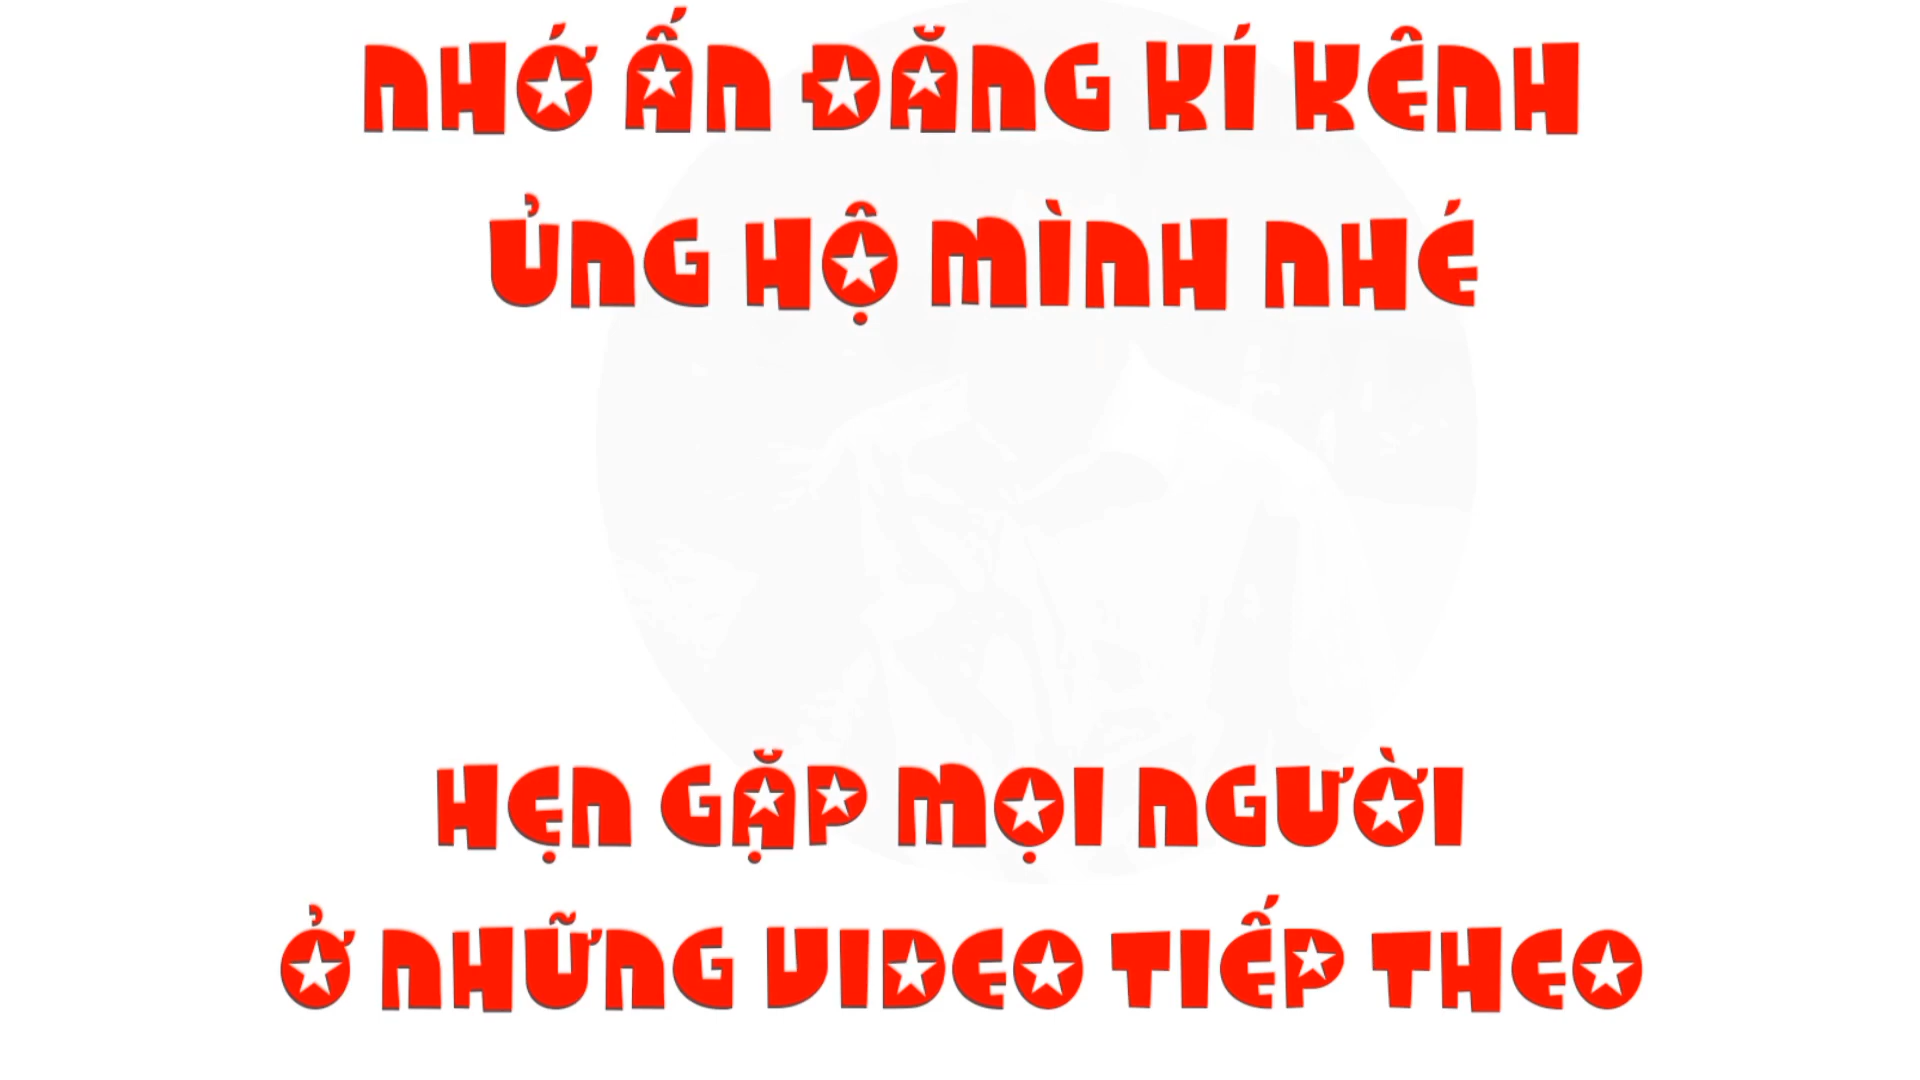 NHỚ ẤN ĐĂNG KÍ KÊNH
ỦNG HỘ MÌNH NHÉ
HẸN GẶP MỌI NGƯỜI
Ở NHỮNG VIDEO TIẾP THEO